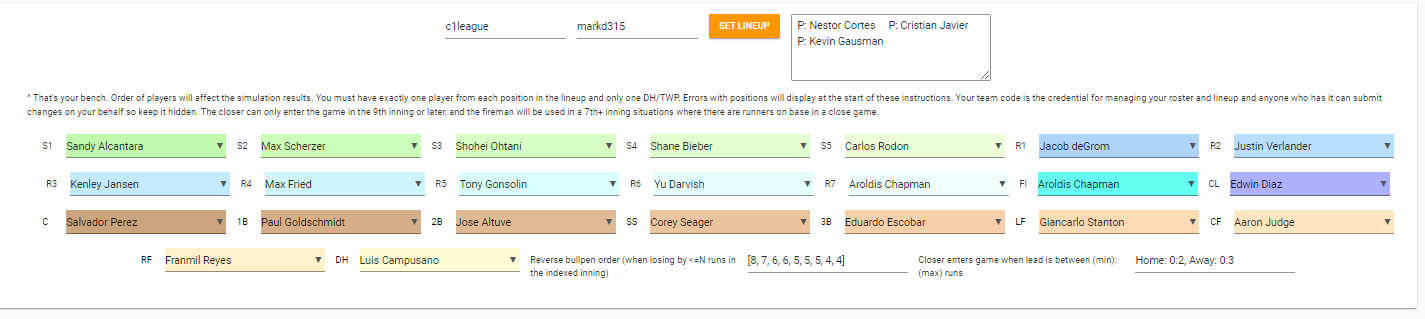 c1league markd315 SET LINEUP P: Nestor Cortes P: Cristian Javier
P: Kevin Gausman
^ That's your bench. Order of players will affect the simulation results. You must have exactly one player from each position in the lineup and only one DH/TWP. Errors with positions will display at the start of these instructions. Your team code is the credential for managing your roster and lineup and anyone who has it can submit
changes on your behalf so keep it hidden. The closer can only enter the game in the 9th inning or later, and the fireman will be used in a 7th+ inning situations where there are runners on base in a close game.
S1 Sandy Alcantara S2 Max Scherzer S3 Shohei Ohtani S4 Shane Bieber S5 Carlos Rodon R1 Jacob deGrom R2 Justin Verlander
R3 Kenley Jansen R4 Max Fried R5 Tony Gonsolin R6 Yu Darvish R7 Aroldis Chapman FI Aroldis Chapman CL Edwin Diaz
C Salvador Perez 1B Paul Goldschmidt 2B Jose Altuve SS Corey Seager 3B Eduardo Escobar LF Giancarlo Stanton CF Aaron Judge
RF Franmil Reyes DH Luis Campusano Reverse bullpen order (when losing by <=N runs in [8, 7, 6, 6, 5, 5, 5, 4, 4] Closer enters game when lead is between (min): Home: 0:2, Away: 0:3
the indexed inning) (max) runs